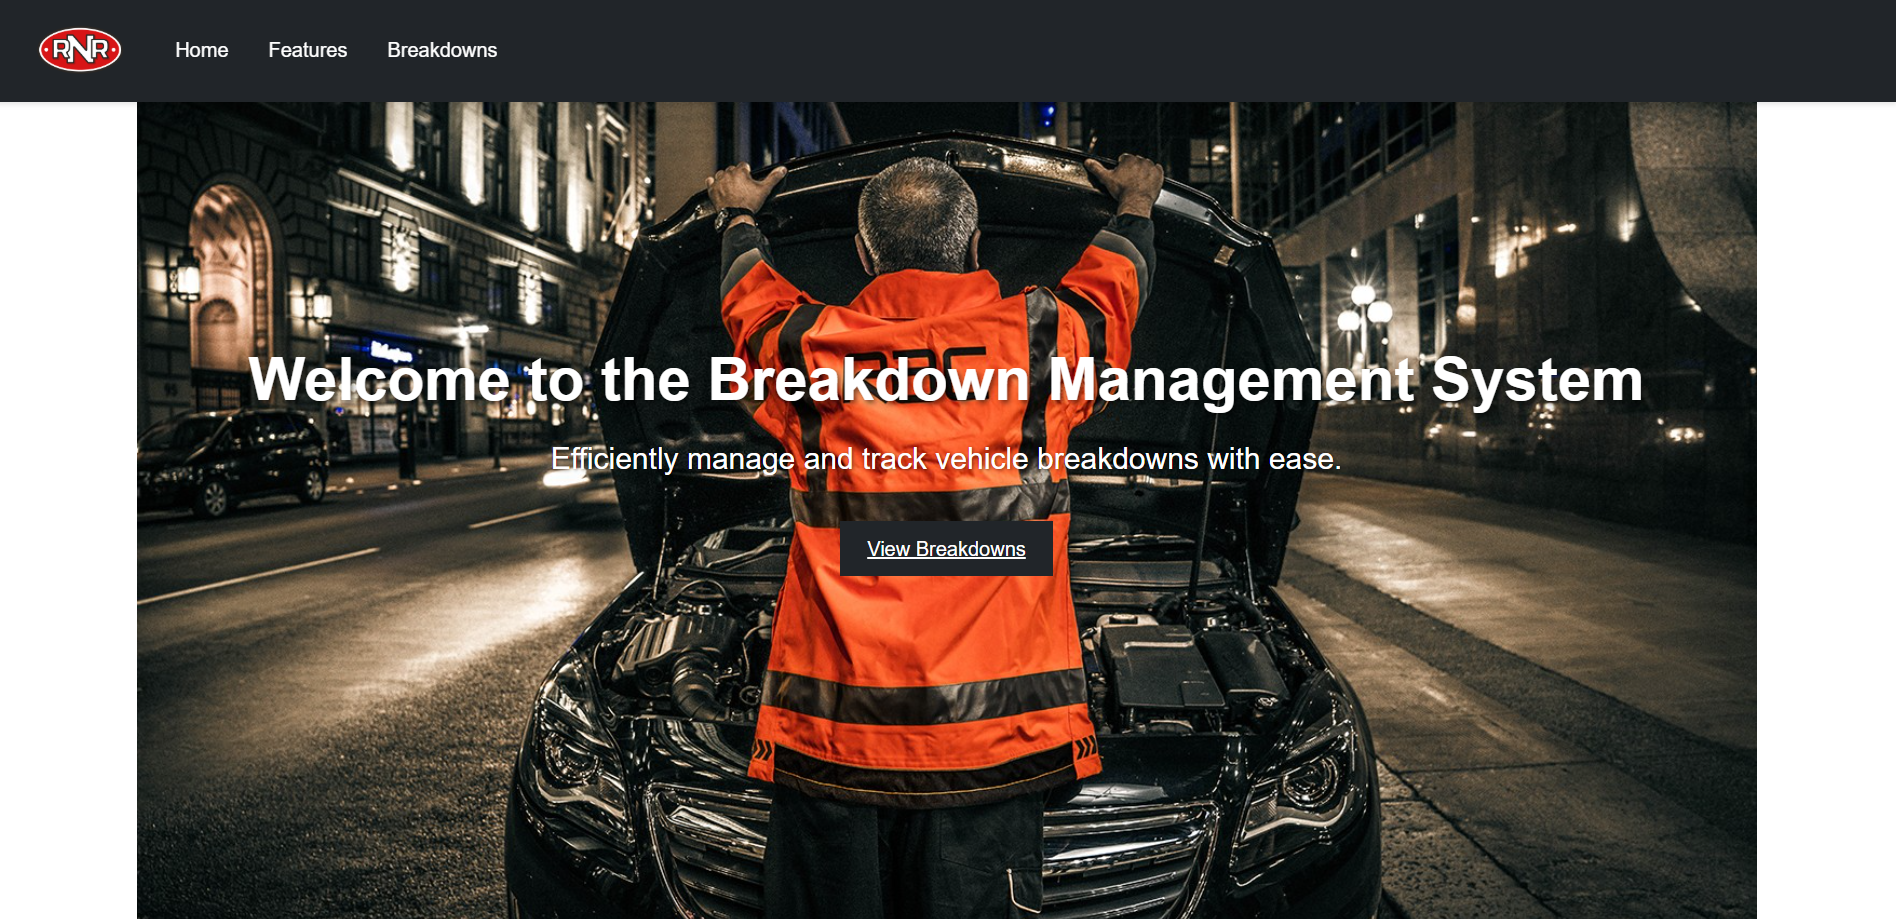 RNR
Home Features Breakdowns
Welcome to the Breakdown Management System
Efficiently manage and track vehicle breakdowns with ease.
View Breakdowns